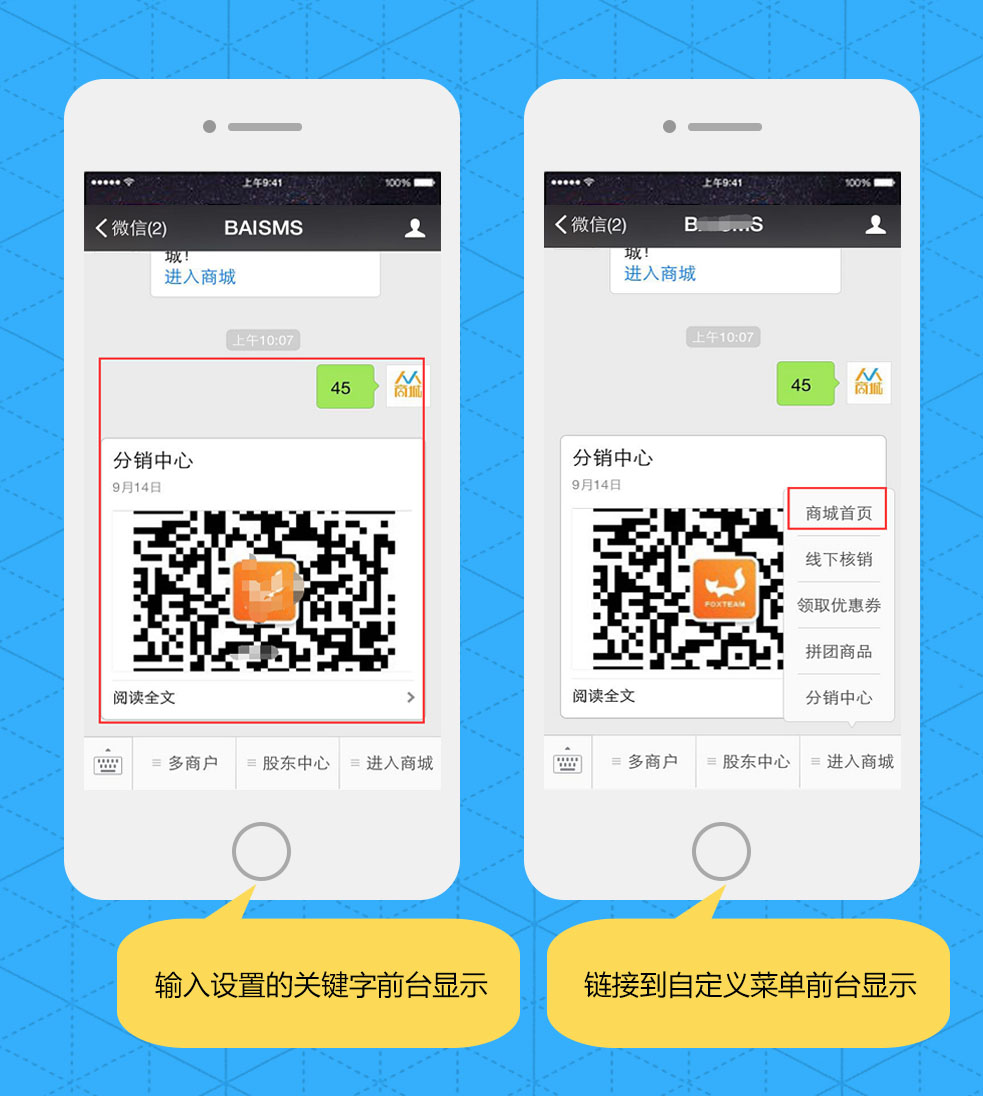 上午9:41
100%
微信(2)
BAISMS
城！
进入商城
上午10:07
45
商城
分销中心
9月14日
阅读全文
多商户
股东中心
进入商城
输入设置的关键字前台显示
上午9:41
100%
微信(2)
城！
进入商城
上午10:07
45
商城
分销中心
9月14日
FOXTEAM
商城首页
线下核销
领取优惠券
拼团商品
分销中心
阅读全文
多商户
股东中心
进入商城
链接到自定义菜单前台显示